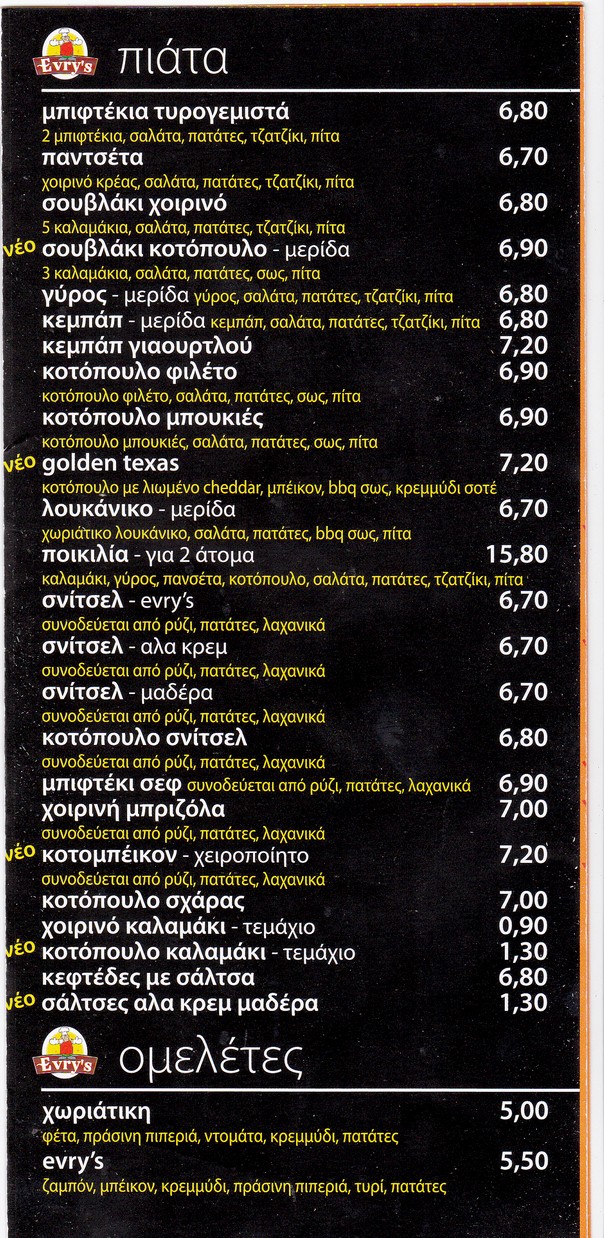 Evry's πιάτα
μπιφτέκια τυρογεμιστά 6,80
2 μπιφτέκια, σαλάτα, πατάτες, τζατζίκι, πίτα
παντσέτα 6,70
χοιρινό κρέας, σαλάτα, πατάτες, τζατζίκι, πίτα
σουβλάκι χοιρινό 6,80
5 καλαμάκια, σαλάτα, πατάτες, τζατζίκι, πίτα
νέο σουβλάκι κοτόπουλο - μερίδα 6,90
3 καλαμάκια, σαλάτα, πατάτες, σως, πίτα
γύρος - μερίδα γύρος, σαλάτα, πατάτες, τζατζίκι, πίτα 6,80
κεμπάπ - μερίδα κεμπάπ, σαλάτα, πατάτες, τζατζίκι, πίτα 6,80
κεμπάπ γιαουρτλού 7,20
κοτόπουλο φιλέτο 6,90
κοτόπουλο φιλέτο, σαλάτα, πατάτες, σως, πίτα
κοτόπουλο μπουκιές 6,90
κοτόπουλο μπουκιές, σαλάτα, πατάτες, σως, πίτα
νέο golden texas 7,20
κοτόπουλο με λιωμένο cheddar, μπέικον, bbq σως, κρεμμύδι σοτέ
λουκάνικο - μερίδα 6,70
χωριάτικο λουκάνικο, σαλάτα, πατάτες, bbq σως, πίτα
ποικιλία - για 2 άτομα 15,80
καλαμάκι, γύρος, πανσέτα, κοτόπουλο, σαλάτα, πατάτες, τζατζίκι, πίτα
σνίτσελ - evry's 6,70
συνοδεύεται από ρύζι, πατάτες, λαχανικά
σνίτσελ - αλα κρεμ 6,70
συνοδεύεται από ρύζι, πατάτες, λαχανικά
σνίτσελ - μαδέρα 6,70
συνοδεύεται από ρύζι, πατάτες, λαχανικά
κοτόπουλο σνίτσελ 6,80
συνοδεύεται από ρύζι, πατάτες, λαχανικά
μπιφτέκι σεφ συνοδεύεται από ρύζι, πατάτες, λαχανικά 6,90
χοιρινή μπριζόλα 7,00
συνοδεύεται από ρύζι, πατάτες, λαχανικά
νέο κοτομπέικον - χειροποίητο 7,20
συνοδεύεται από ρύζι, πατάτες, λαχανικά
κοτόπουλο σχάρας 7,00
χοιρινό καλαμάκι - τεμάχιο 0,90
νέο κοτόπουλο καλαμάκι - τεμάχιο 1,30
κεφτέδες με σάλτσα 6,80
νέο σάλτσες αλα κρεμ μαδέρα 1,30
Evry's ομελέτες
χωριάτικη 5,00
φέτα, πράσινη πιπεριά, ντομάτα, κρεμμύδι, πατάτες
evry's 5,50
ζαμπόν, μπέικον, κρεμμύδι, πράσινη πιπεριά, τυρί, πατάτες